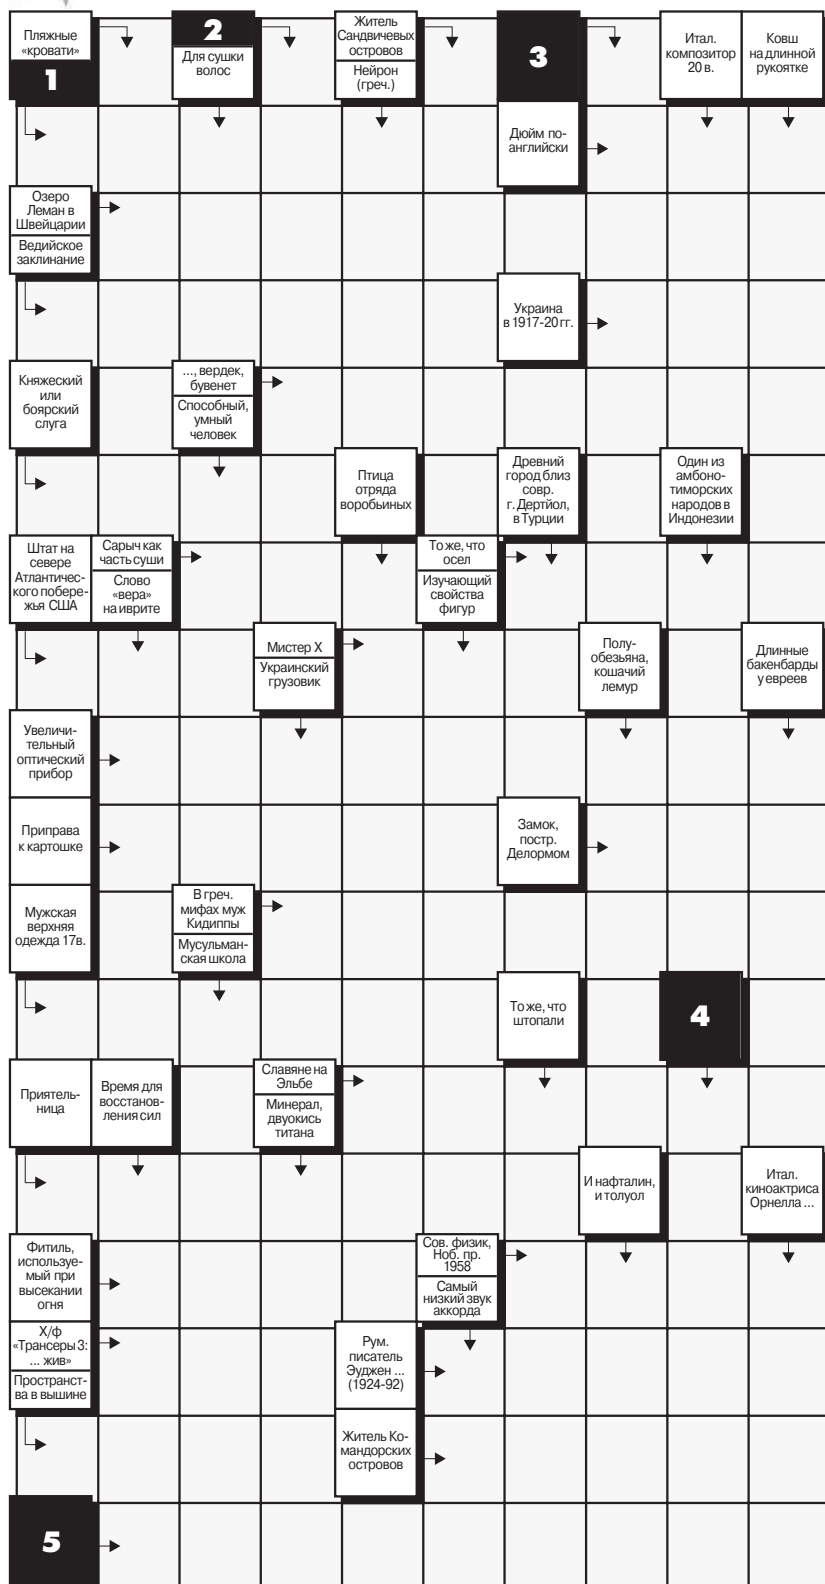 Пляжные
«кровати»
1
2
Для сушки
волос
Житель
Сандвичевых
островов
Нейрон
(греч.)
3
Итал.
композитор
20 в.
Ковш
на длинной
рукоятке
Дюйм по-
английски
Озеро
Леман в
Швейцарии
Ведийское
заклинание
Украина
в 1917-20 гг.
Княжеский
или
боярский
слуга
..., вердек,
бувенет
Способный,
умный
человек
Птица
отряда
воробьиных
Древний
город близ
совр.
г. Дертйол,
в Турции
Один из
амбоно-
тиморских
народов в
Индонезии
Штат на
севере
Атлантичес-
кого побере-
жья США
Сарыч как
часть суши
Слово
«вера»
на иврите
То же, что
осел
Изучающий
свойства
фигур
Мистер Х
Украинский
грузовик
Полу-
обезьяна,
кошачий
лемур
Длинные
бакенбарды
у евреев
Увеличи-
тельный
оптический
прибор
Приправа
к картошке
Замок,
постр.
Делормом
Мужская
верхняя
одежда 17в.
В греч.
мифах муж
Кидиппы
Мусульман-
ская школа
То же, что
штопали
4
Приятель-
ница
Время для
восстанов-
ления сил
Славяне на
Эльбе
Минерал,
двуокись
титана
И нафталин,
и толуол
Итал.
киноактриса
Орнелла ...
Фитиль,
используе-
мый при
высекании
огня
Сов. физик,
Ноб. пр.
1958
Самый
низкий звук
аккорда
Х/ф
«Трансеры 3:
... жив»
Пространст-
ва в вышине
Рум.
писатель
Эуджен ...
(1924-92)
Житель Ко-
мандорских
островов
5